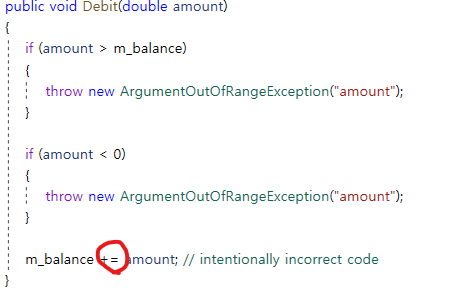 public void Debit(double amount)
{
if (amount > m_balance)
{
throw new ArgumentOutOfRangeException("amount");
}
if (amount < 0)
{
throw new ArgumentOutOfRangeException("amount");
}
m_balance += amount; // intentionally incorrect code
}